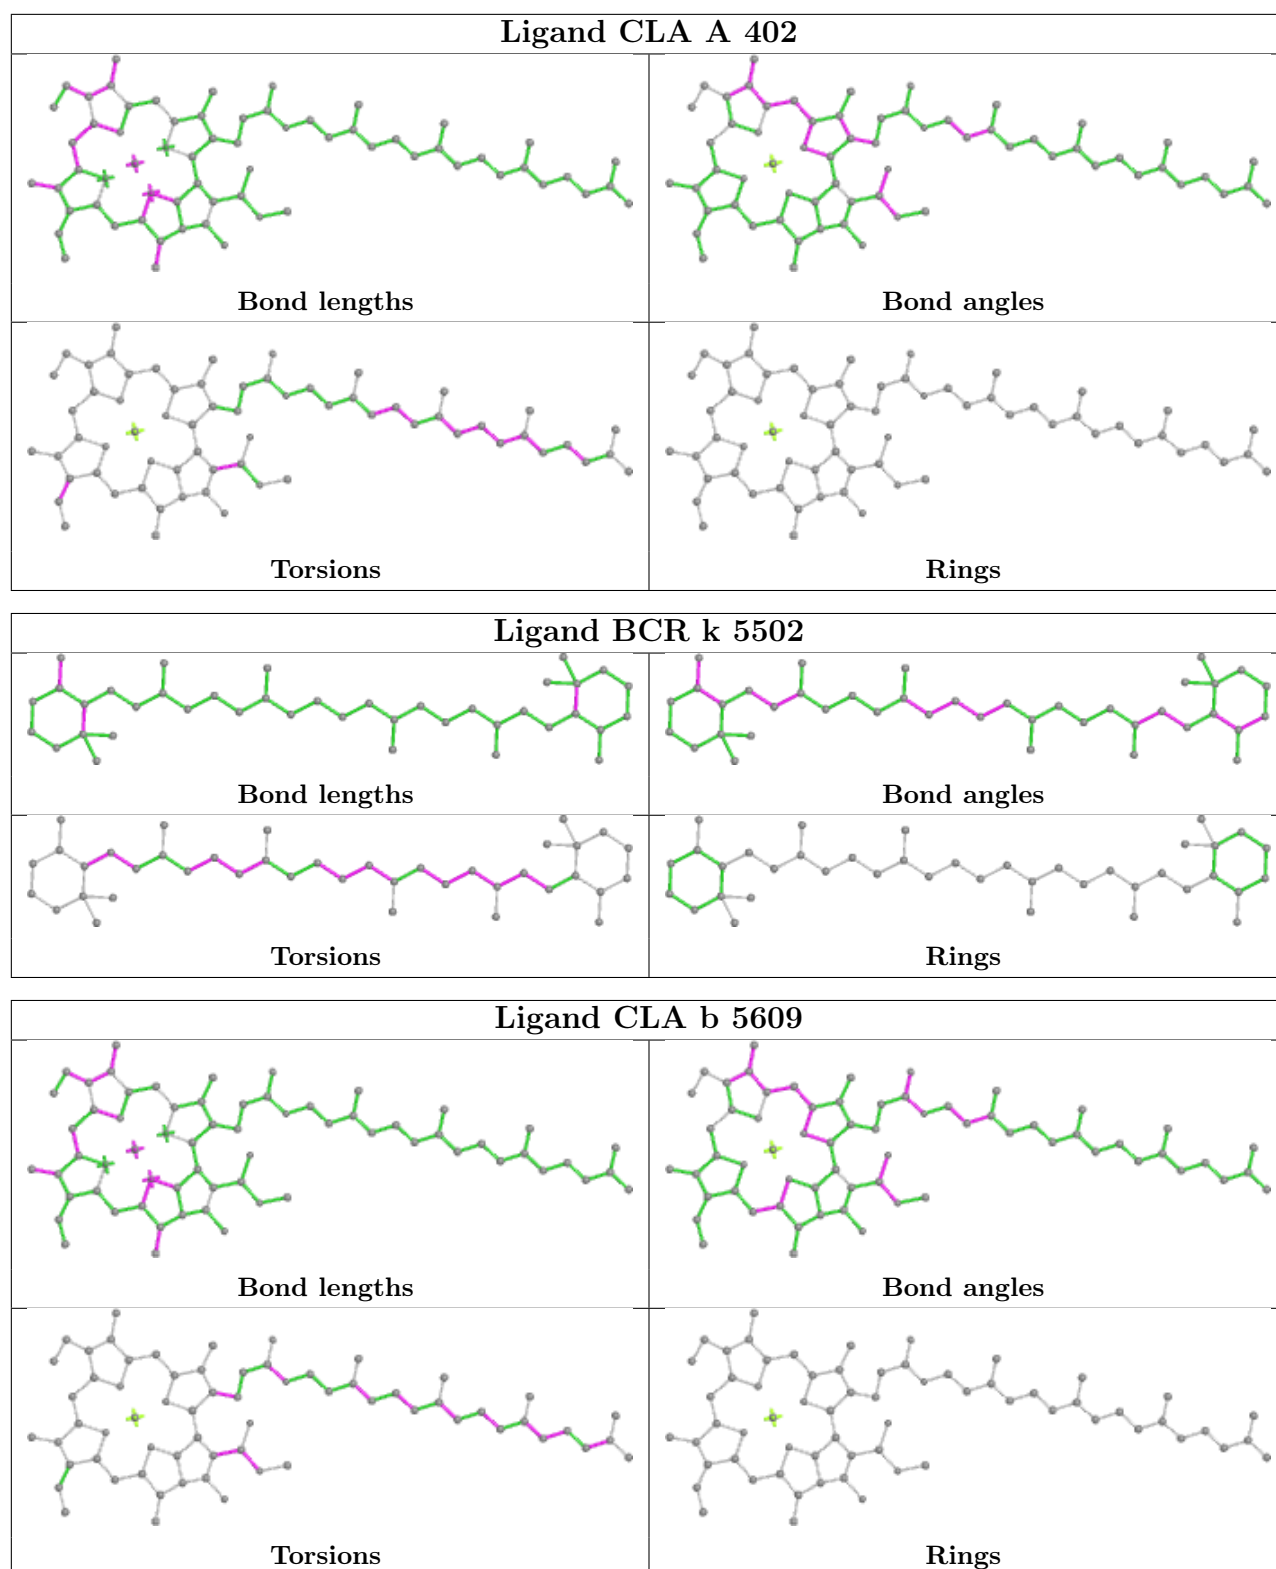 Ligand CLA A 402
Bond lengths
Bond angles
Torsions
Rings
Ligand BCR k 5502
Bond lengths
Bond angles
Torsions
Rings
Ligand CLA b 5609
Bond lengths
Bond angles
Torsions
Rings